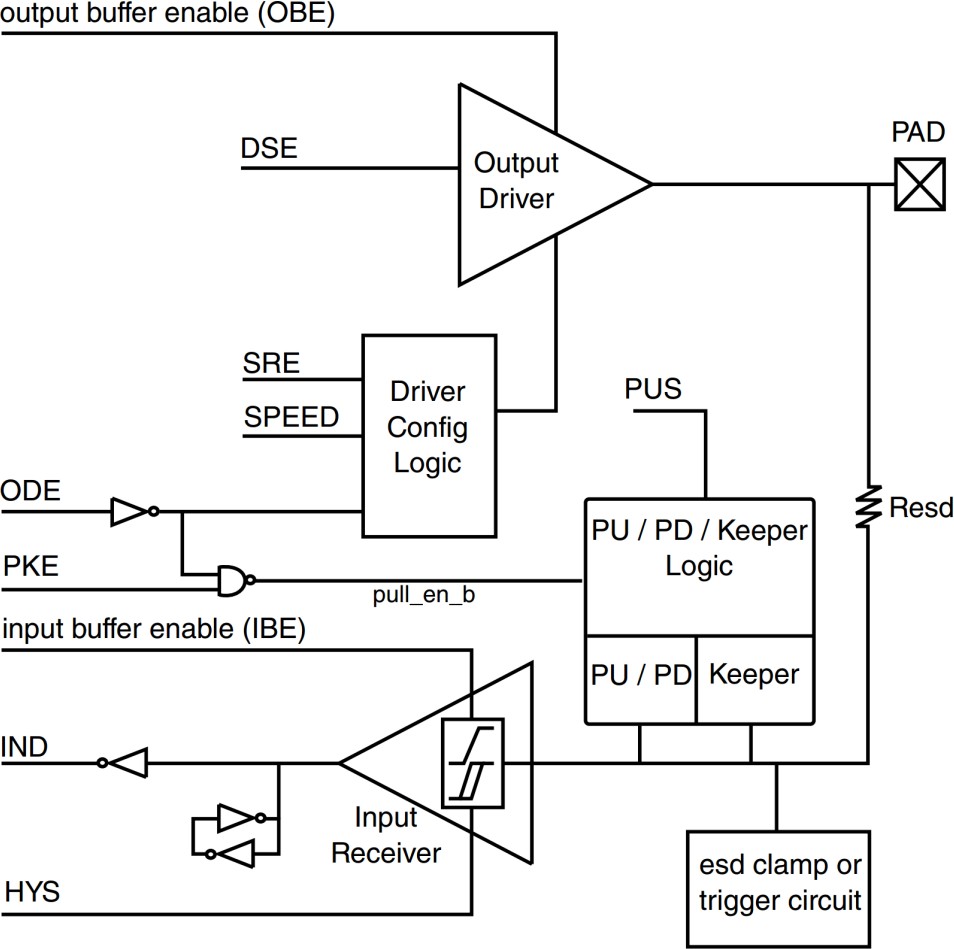 output buffer enable (OBE)
PAD
DSE
Output
Driver
SRE
SPEED
Driver
Config
Logic
PUS
ODE
Resd
PU / PD / Keeper
Logic
PKE
pull_en_b
input buffer enable (IBE)
PU / PD
Keeper
IND
Input
Receiver
esd clamp or
trigger circuit
HYS